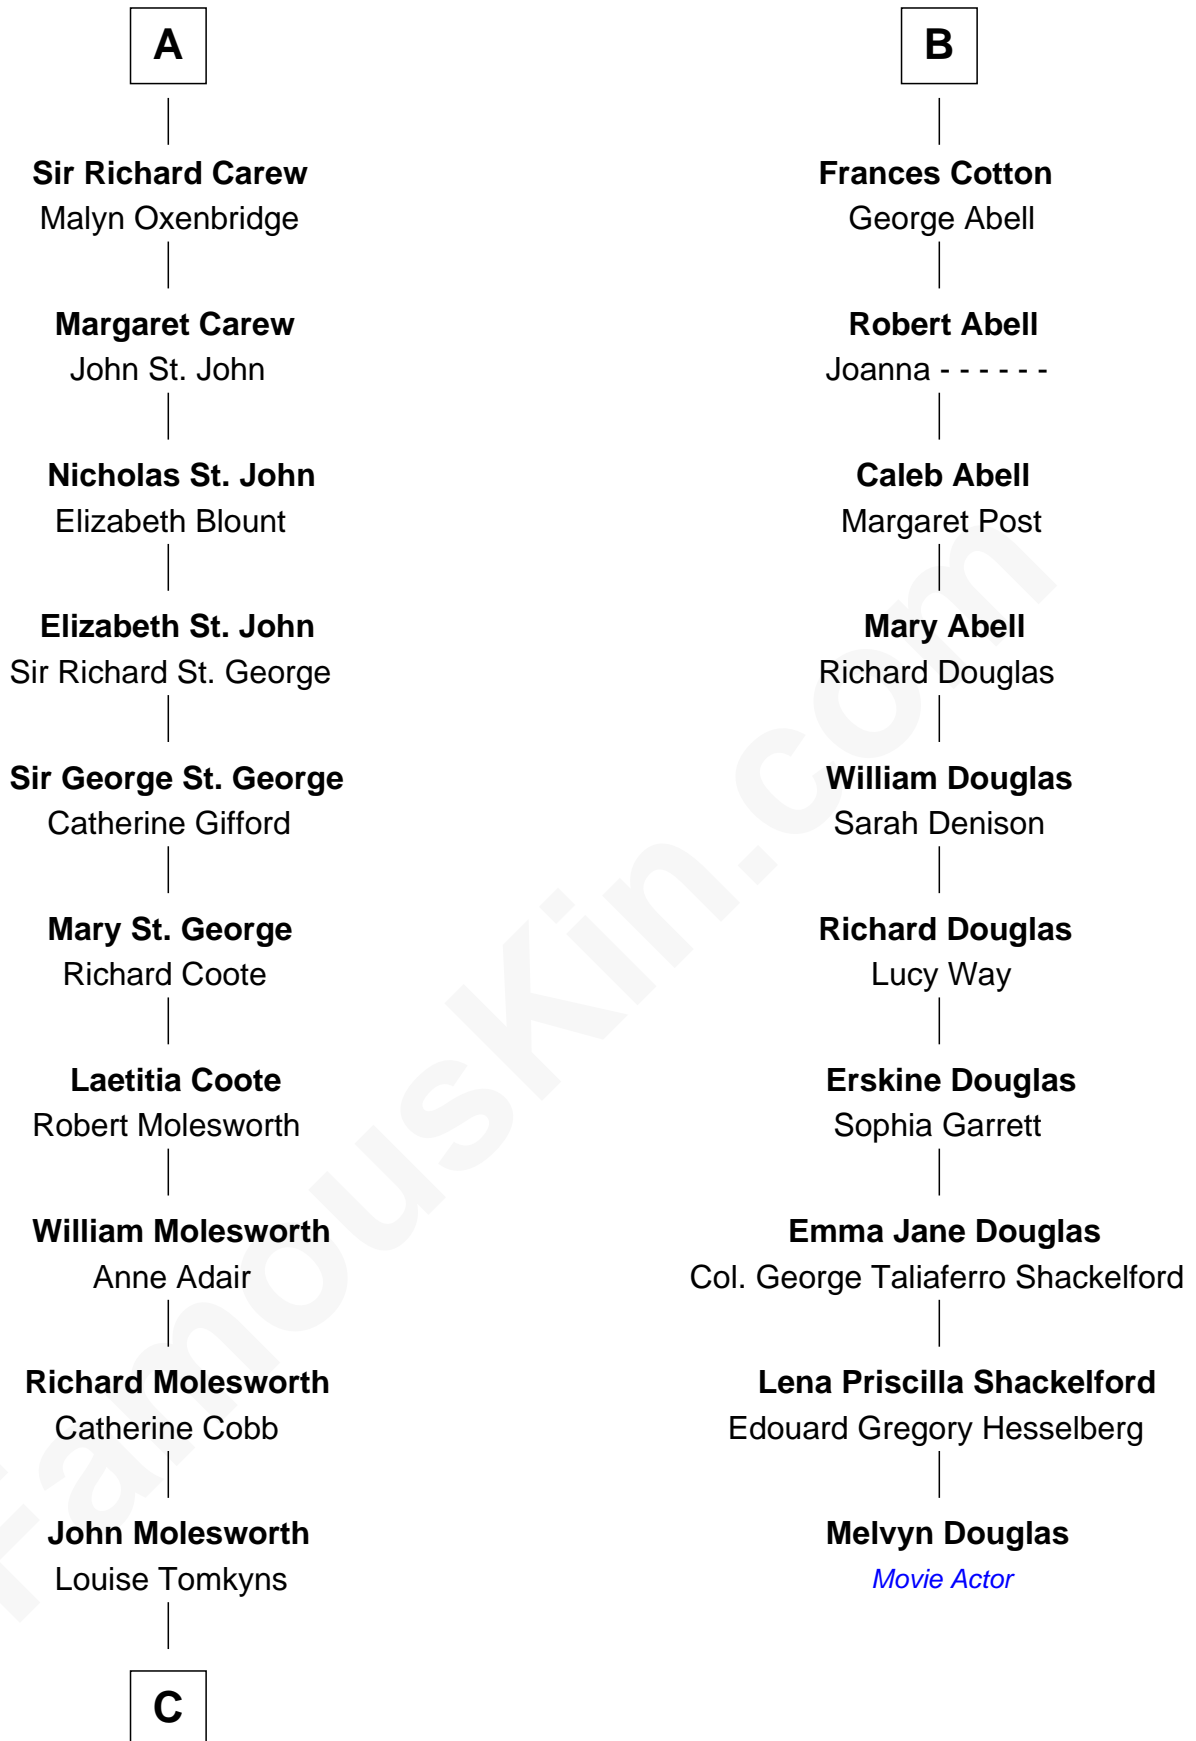 A
Sir Richard Carew
Malyn Oxenbridge
Margaret Carew
John St. John
Nicholas St. John
Elizabeth Blount
Elizabeth St. John
Sir Richard St. George
Sir George St. George
Catherine Gifford
Mary St. George
Richard Coote
Laetitia Coote
Robert Molesworth
William Molesworth
Anne Adair
Richard Molesworth
Catherine Cobb
John Molesworth
Louise Tomkyns
C
B
Frances Cotton
George Abell
Robert Abell
Joanna - - - - - -
Caleb Abell
Margaret Post
Mary Abell
Richard Douglas
William Douglas
Sarah Denison
Richard Douglas
Lucy Way
Erskine Douglas
Sophia Garrett
Emma Jane Douglas
Col. George Taliaferro Shackelford
Lena Priscilla Shackelford
Edouard Gregory Hesselberg
Melvyn Douglas
Movie Actor
FamousKin.com